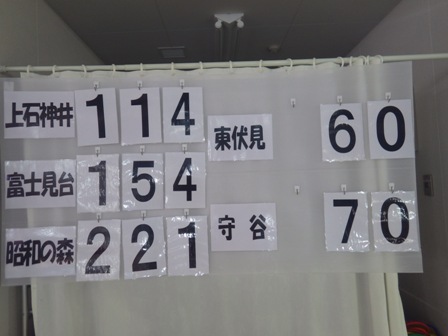 上石神井 114
富士見台 154
昭和の森 221
東伏見 60
守谷 70